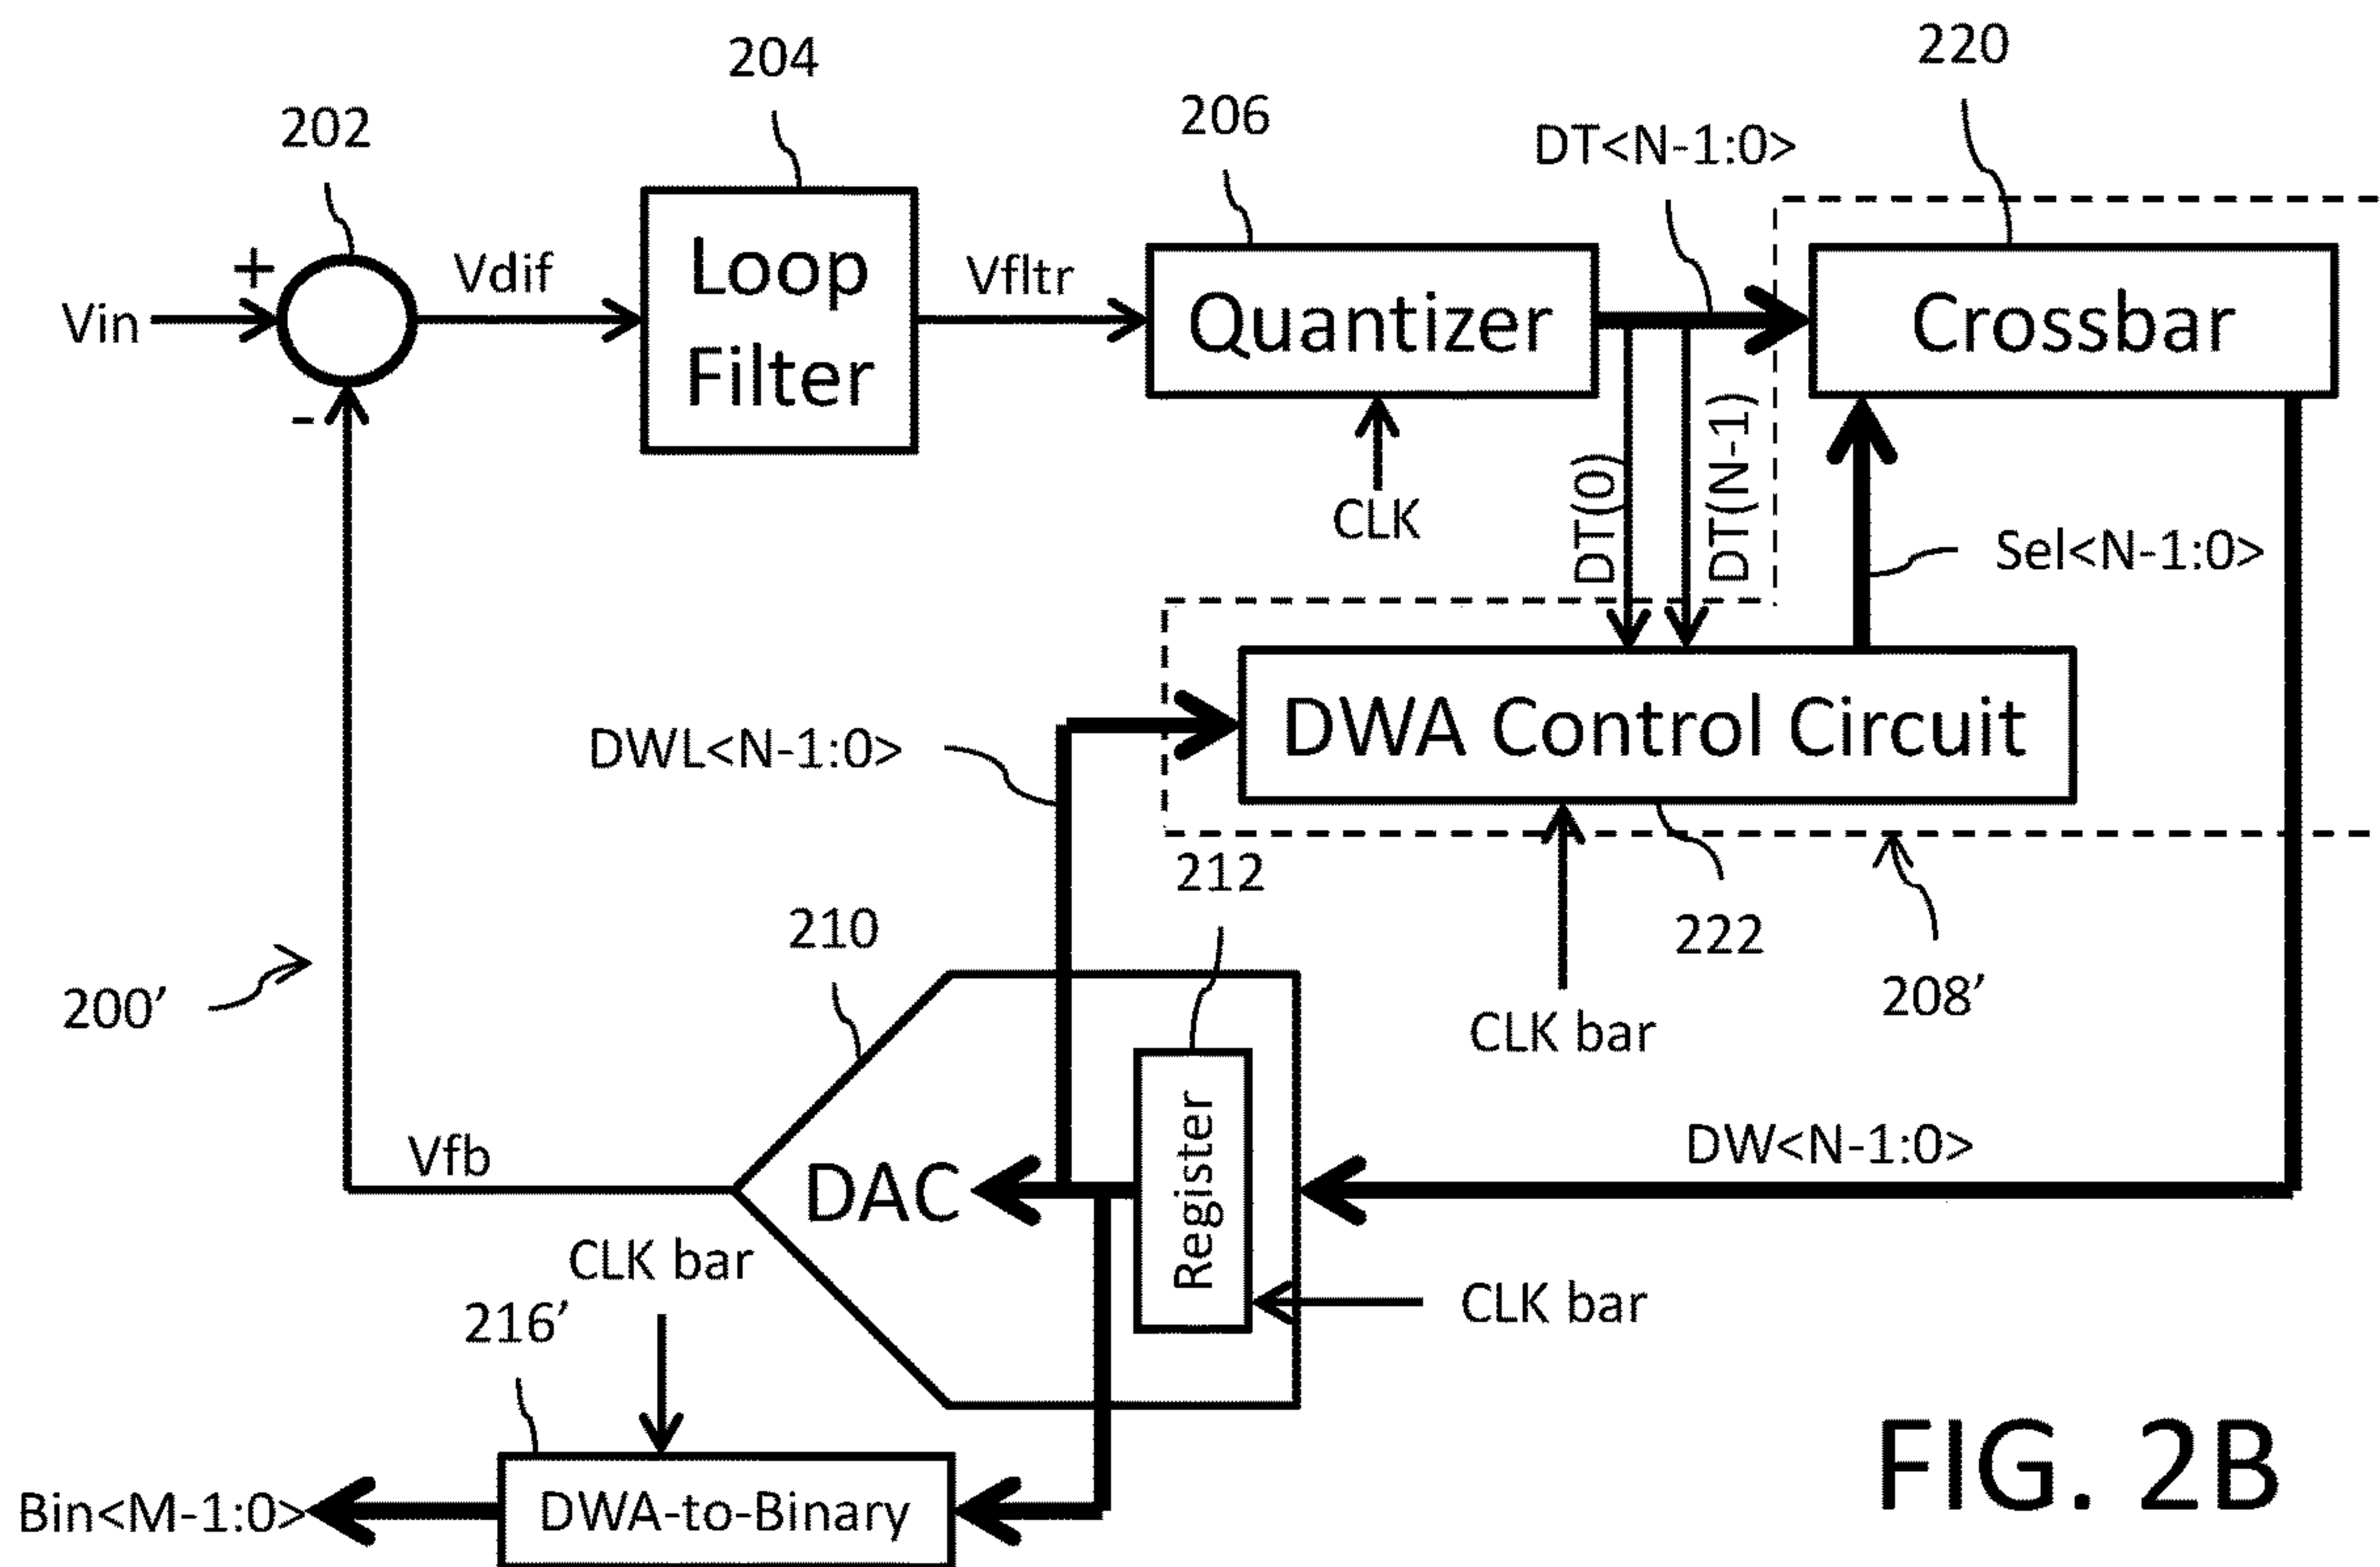 204
220
202
206
DT<N-1:0>
+
Vdif
Loop
Filter
Vfltr
Quantizer
Crossbar
Vin
-
DT(0)
DT(N-1)
CLK
Sel<N-1:0>
DWA Control Circuit
DWL<N-1:0>
212
210
222
208’
200’
CLK bar
Register
Vfb
DAC
DW<N-1:0>
CLK bar
CLK bar
216’
Bin<M-1:0>
DWA-to-Binary
FIG. 2B